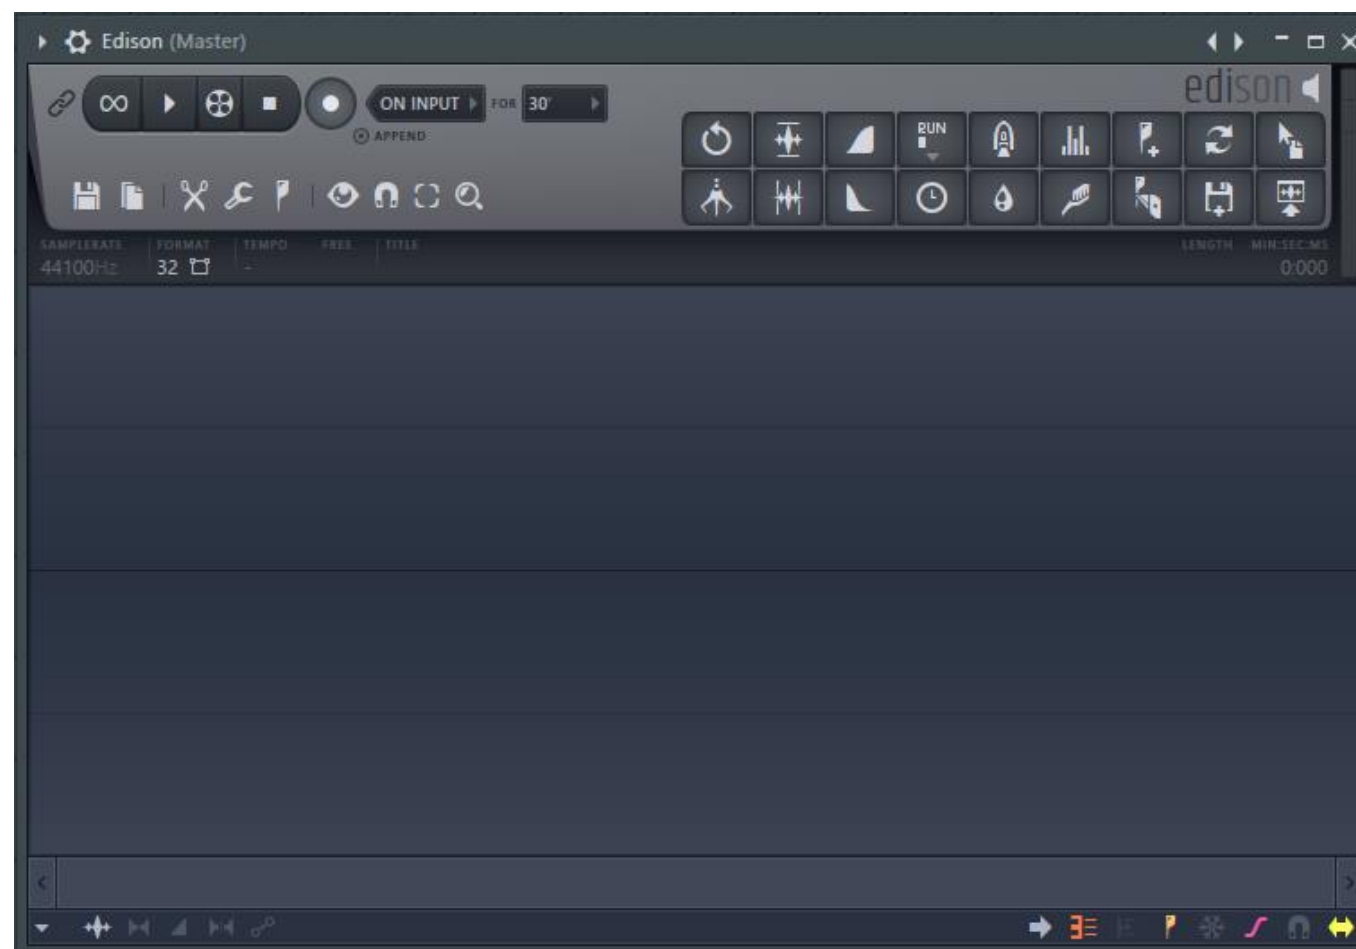 Edison (Master)
edison
ON INPUT FOR 30'
APPEND
RUN
SAMPLERATE FORMAT TEMPO FREE TITLE LENGTH MIN:SEC:MS
44100Hz 32 - 0:000